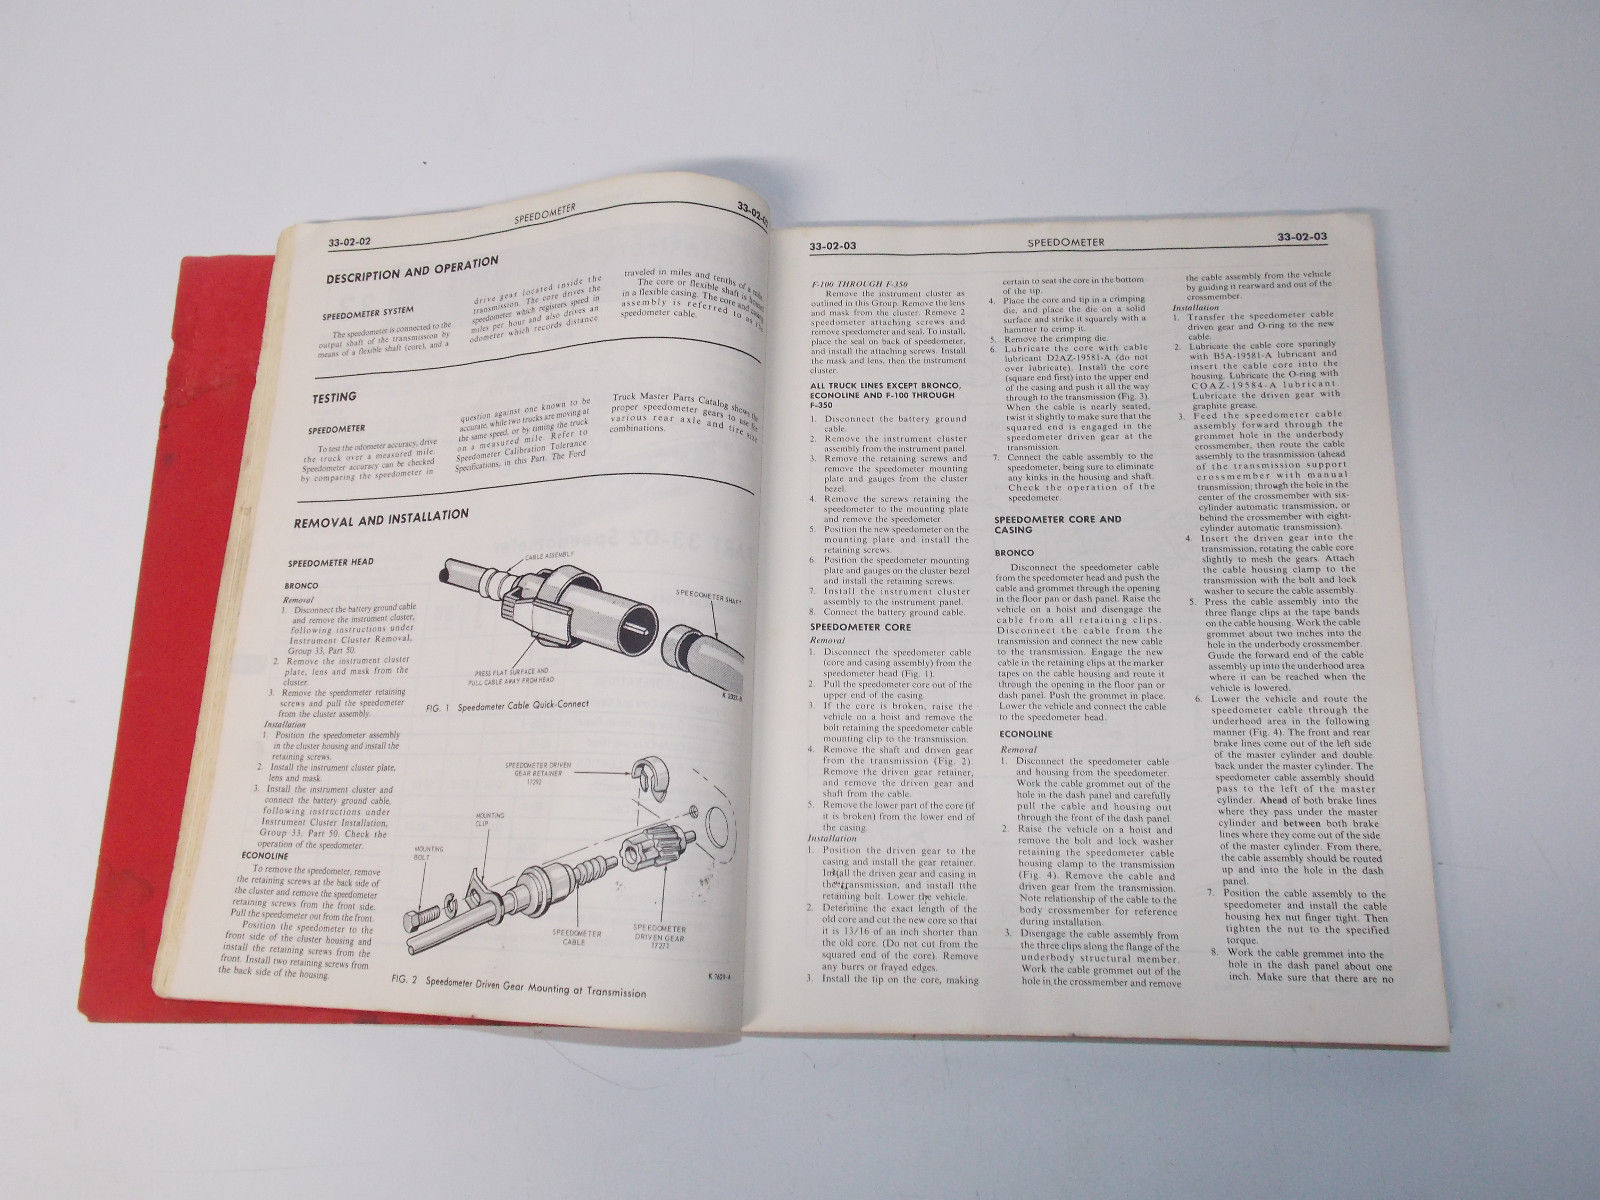 33-02-02
SPEEDOMETER
33-02-02
DESCRIPTION AND OPERATION
SPEEDOMETER SYSTEM
The speedometer is connected to the
output shaft of the transmission by
means of a flexible shaft (core), and a
drive gear located inside the
transmission. The core drives the
speedometer which registers speed in
miles per hour and also drives an
odometer which records distance
traveled in miles and tenths of a mile.
The core or flexible shaft is housed
in a flexible casing. The core and casing
assembly is referred to as the
speedometer cable.
TESTING
SPEEDOMETER
To test the odometer accuracy, drive
the truck over a measured mile.
Speedometer accuracy can be checked
by comparing the speedometer in
question against one known to be
accurate, while two trucks are moving at
the same speed, or by timing the truck
on a measured mile. Refer to
Speedometer Calibration Tolerance
Specifications, in this Part. The Ford
Truck Master Parts Catalog shows the
proper speedometer gears to use for
various rear axle and tire size
combinations.
REMOVAL AND INSTALLATION
SPEEDOMETER HEAD
BRONCO
Removal
1. Disconnect the battery ground cable
and remove the instrument cluster,
following instructions under
Instrument Cluster Removal,
Group 33, Part 50.
2. Remove the instrument cluster
plate, lens and mask from the
cluster.
3. Remove the speedometer retaining
screws and pull the speedometer
from the cluster assembly.
Installation
1. Position the speedometer assembly
in the cluster housing and install the
retaining screws.
2. Install the instrument cluster plate,
lens and mask.
3. Install the instrument cluster and
connect the battery ground cable,
following instructions under
Instrument Cluster Installation,
Group 33, Part 50. Check the
operation of the speedometer.
ECONOLINE
To remove the speedometer, remove
the retaining screws at the back side of
the cluster and remove the speedometer
retaining screws from the front side.
Pull the speedometer out from the front.
Position the speedometer to the
front side of the cluster housing and
install the retaining screws from the
front. Install two retaining screws from
the back side of the housing.
CABLE ASSEMBLY
SPEEDOMETER SHAFT
PRESS FLAT SURFACE AND
PULL CABLE AWAY FROM HEAD
FIG. 1 Speedometer Cable Quick-Connect
SPEEDOMETER DRIVEN
GEAR RETAINER
17292
MOUNTING
CLIP
MOUNTING
BOLT
SPEEDOMETER
CABLE
SPEEDOMETER
DRIVEN GEAR
17271
K 1621-A
FIG. 2 Speedometer Driven Gear Mounting at Transmission
33-02-03
SPEEDOMETER
33-02-03
F-100 THROUGH F-350
Remove the instrument cluster as
outlined in this Group. Remove the lens
and mask from the cluster. Remove 2
speedometer attaching screws and
remove speedometer and seal. To install,
place the seal on back of speedometer,
and install the attaching screws. Install
the mask and lens, then the instrument
cluster.
ALL TRUCK LINES EXCEPT BRONCO,
ECONOLINE AND F-100 THROUGH
F-350
1. Disconnect the battery ground
cable.
2. Remove the instrument cluster
assembly from the instrument panel.
3. Remove the retaining screws and
remove the speedometer mounting
plate and gauges from the cluster
bezel.
4. Remove the screws retaining the
speedometer to the mounting plate
and remove the speedometer.
5. Position the new speedometer on the
mounting plate and install the
retaining screws.
6. Position the speedometer mounting
plate and gauges on the cluster bezel
and install the retaining screws.
7. Install the instrument cluster
assembly to the instrument panel.
8. Connect the battery ground cable.
SPEEDOMETER CORE
Removal
1. Disconnect the speedometer cable
(core and casing assembly) from the
speedometer head (Fig. 1).
2. Pull the speedometer core out of the
upper end of the casing.
3. If the core is broken, raise the
vehicle on a hoist and remove the
bolt retaining the speedometer cable
mounting clip to the transmission.
4. Remove the shaft and driven gear
from the transmission (Fig. 2).
Remove the driven gear retainer,
and remove the driven gear and
shaft from the cable.
5. Remove the lower part of the core (if
it is broken) from the lower end of
the casing.
Installation
1. Position the driven gear to the
casing and install the gear retainer.
Install the driven gear and casing in
the transmission, and install the
retaining bolt. Lower the vehicle.
2. Determine the exact length of the
old core and cut the new core so that
it is 13/16 of an inch shorter than
the old core. (Do not cut from the
squared end of the core). Remove
any burrs or frayed edges.
3. Install the tip on the core, making
certain to seat the core in the bottom
of the tip.
4. Place the core and tip in a crimping
die, and place the die on a solid
surface and strike it squarely with a
hammer to crimp it.
5. Remove the crimping die.
6. Lubricate the core with cable
lubricant D2AZ-19581-A (do not
over lubricate). Install the core
(square end first) into the upper end
of the casing and push it all the way
through to the transmission (Fig. 3).
When the cable is nearly seated,
twist it slightly to make sure that the
squared end is engaged in the
speedometer driven gear at the
transmission.
7. Connect the cable assembly to the
speedometer, being sure to eliminate
any kinks in the housing and shaft.
Check the operation of the
speedometer.
SPEEDOMETER CORE AND
CASING
BRONCO
Disconnect the speedometer cable
from the speedometer head and push the
cable and grommet through the opening
in the floor pan or dash panel. Raise the
vehicle on a hoist and disengage the
cable from all retaining clips.
Disconnect the cable from the
transmission and connect the new cable
to the transmission. Engage the new
cable in the retaining clips at the marker
tapes on the cable housing and route it
through the opening in the floor pan or
dash panel. Push the grommet in place.
Lower the vehicle and connect the cable
to the speedometer head.
ECONOLINE
Removal
1. Disconnect the speedometer cable
and housing from the speedometer.
Work the cable grommet out of the
hole in the dash panel and carefully
pull the cable and housing out
through the front of the dash panel.
2. Raise the vehicle on a hoist and
remove the bolt and lock washer
retaining the speedometer cable
housing clamp to the transmission
(Fig. 4). Remove the cable and
driven gear from the transmission.
Note relationship of the cable to the
body crossmember for reference
during installation.
3. Disengage the cable assembly from
the three clips along the flange of the
underbody structural member.
Work the cable grommet out of the
hole in the crossmember and remove
the cable assembly from the vehicle
by guiding it rearward and out of the
crossmember.
Installation
1. Transfer the speedometer cable
driven gear and O-ring to the new
cable.
2. Lubricate the cable core sparingly
with B5A-19581-A lubricant and
insert the cable core into the
housing. Lubricate the O-ring with
COAZ-19584-A lubricant.
Lubricate the driven gear with
graphite grease.
3. Feed the speedometer cable
assembly forward through the
grommet hole in the underbody
crossmember, then route the cable
assembly to the transmission (ahead
of the transmission support
crossmember with manual
transmission; through the hole in the
center of the crossmember with six-
cylinder automatic transmission, or
behind the crossmember with eight-
cylinder automatic transmission).
4. Insert the driven gear into the
transmission, rotating the cable core
slightly to mesh the gears. Attach
the cable housing clamp to the
transmission with the bolt and lock
washer to secure the cable assembly.
5. Press the cable assembly into the
three flange clips at the tape bands
on the cable housing. Work the cable
grommet about two inches into the
hole in the underbody crossmember.
Guide the forward end of the cable
assembly up into the underhood area
where it can be reached when the
vehicle is lowered.
6. Lower the vehicle and route the
speedometer cable through the
underhood area in the following
manner (Fig. 4). The front and rear
brake lines come out of the left side
of the master cylinder and double
back under the master cylinder. The
speedometer cable assembly should
pass to the left of the master
cylinder. Ahead of both brake lines
where they pass under the master
cylinder and between both brake
lines where they come out of the side
of the master cylinder. From there,
the cable assembly should be routed
up and into the hole in the dash
panel.
7. Position the cable assembly to the
speedometer and install the cable
housing hex nut finger tight. Then
tighten the nut to the specified
torque.
8. Work the cable grommet into the
hole in the dash panel about one
inch. Make sure that there are no